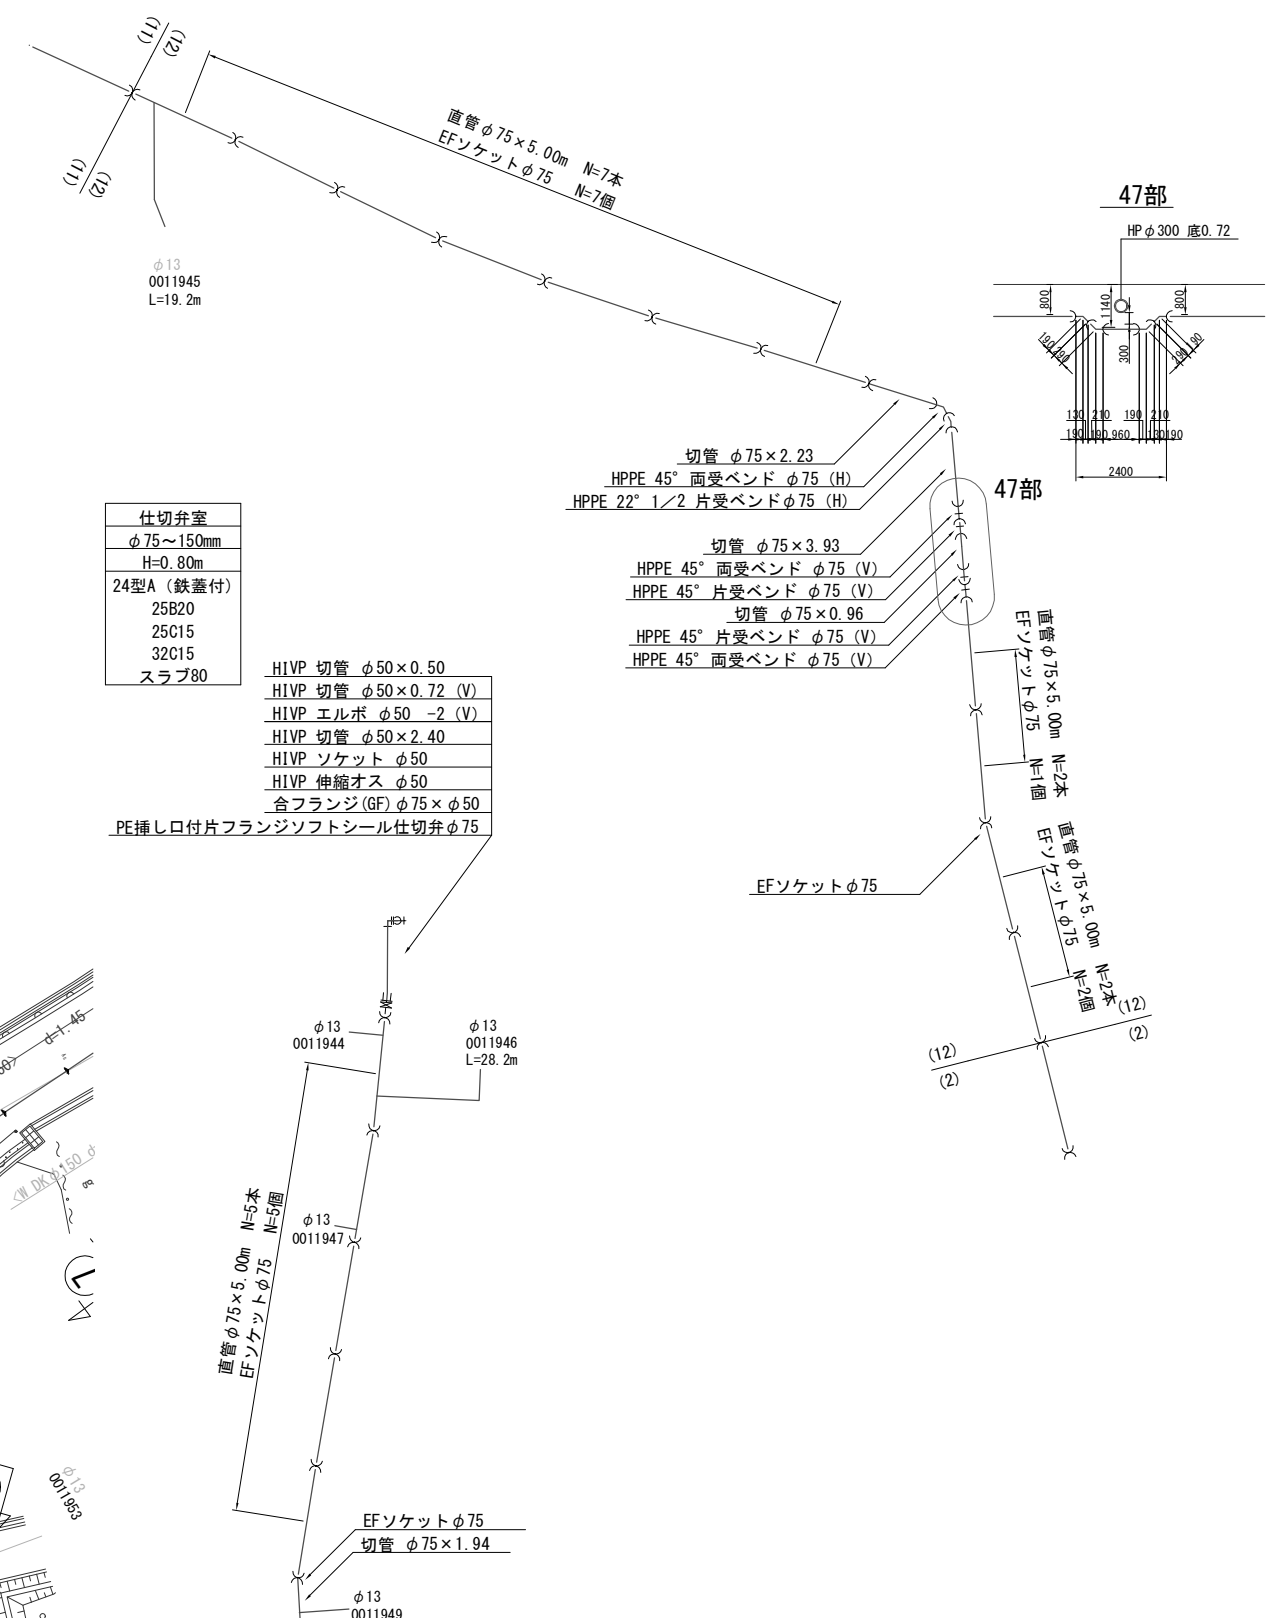 (11)
(12)
(11)
(12)
直管φ75×5.00m N=7本
EFソケットφ75 N=7個
φ13
0011945
L=19.2m
47部
HPφ300 底0.72
800
1140
800
300
190
290
290
190
130
210
190
210
190
190
960
130
190
2400
切管 φ75×2.23
HPPE 45° 両受ベンド φ75 (H)
HPPE 22° 1/2 片受ベンドφ75 (H)
47部
切管 φ75×3.93
HPPE 45° 両受ベンド φ75 (V)
HPPE 45° 片受ベンド φ75 (V)
切管 φ75×0.96
HPPE 45° 片受ベンド φ75 (V)
HPPE 45° 両受ベンド φ75 (V)
仕切弁室
φ75～150mm
H=0.80m
24型A (鉄蓋付)
25B20
25C15
32C15
スラブ80
HIVP 切管 φ50×0.50
HIVP 切管 φ50×0.72 (V)
HIVP エルボ φ50 -2 (V)
HIVP 切管 φ50×2.40
HIVP ソケット φ50
HIVP 伸縮オス φ50
合フランジ(GF)φ75×φ50
PE挿し口付片フランジソフトシール仕切弁φ75
直管φ75×5.00m N=2本
EFソケットφ75 N=1個
EFソケットφ75
直管φ75×5.00m N=2本
EFソケットφ75 N=2個
(12)
(2)
(12)
(2)
φ13
0011944
φ13
0011946
L=28.2m
d=1.45
<W DKφ150 d
φ13
0011947
直管φ75×5.00m N=5本
EFソケットφ75 N=5個
L
φ13
0011953
EFソケットφ75
切管 φ75×1.94
φ13
0011949